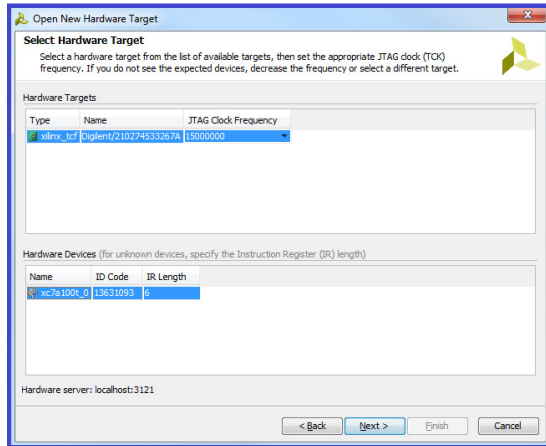 Open New Hardware Target
Select Hardware Target
Select a hardware target from the list of available targets, then set the appropriate JTAG clock (TCK)
frequency. If you do not see the expected devices, decrease the frequency or select a different target.
Hardware Targets
Type Name JTAG Clock Frequency
xilinx_tcf Digilent/210274533267A 15000000
Hardware Devices (for unknown devices, specify the Instruction Register (IR) length)
Name ID Code IR Length
xc7a100t_0 13631093 6
Hardware server: localhost:3121
< Back Next > Finish Cancel